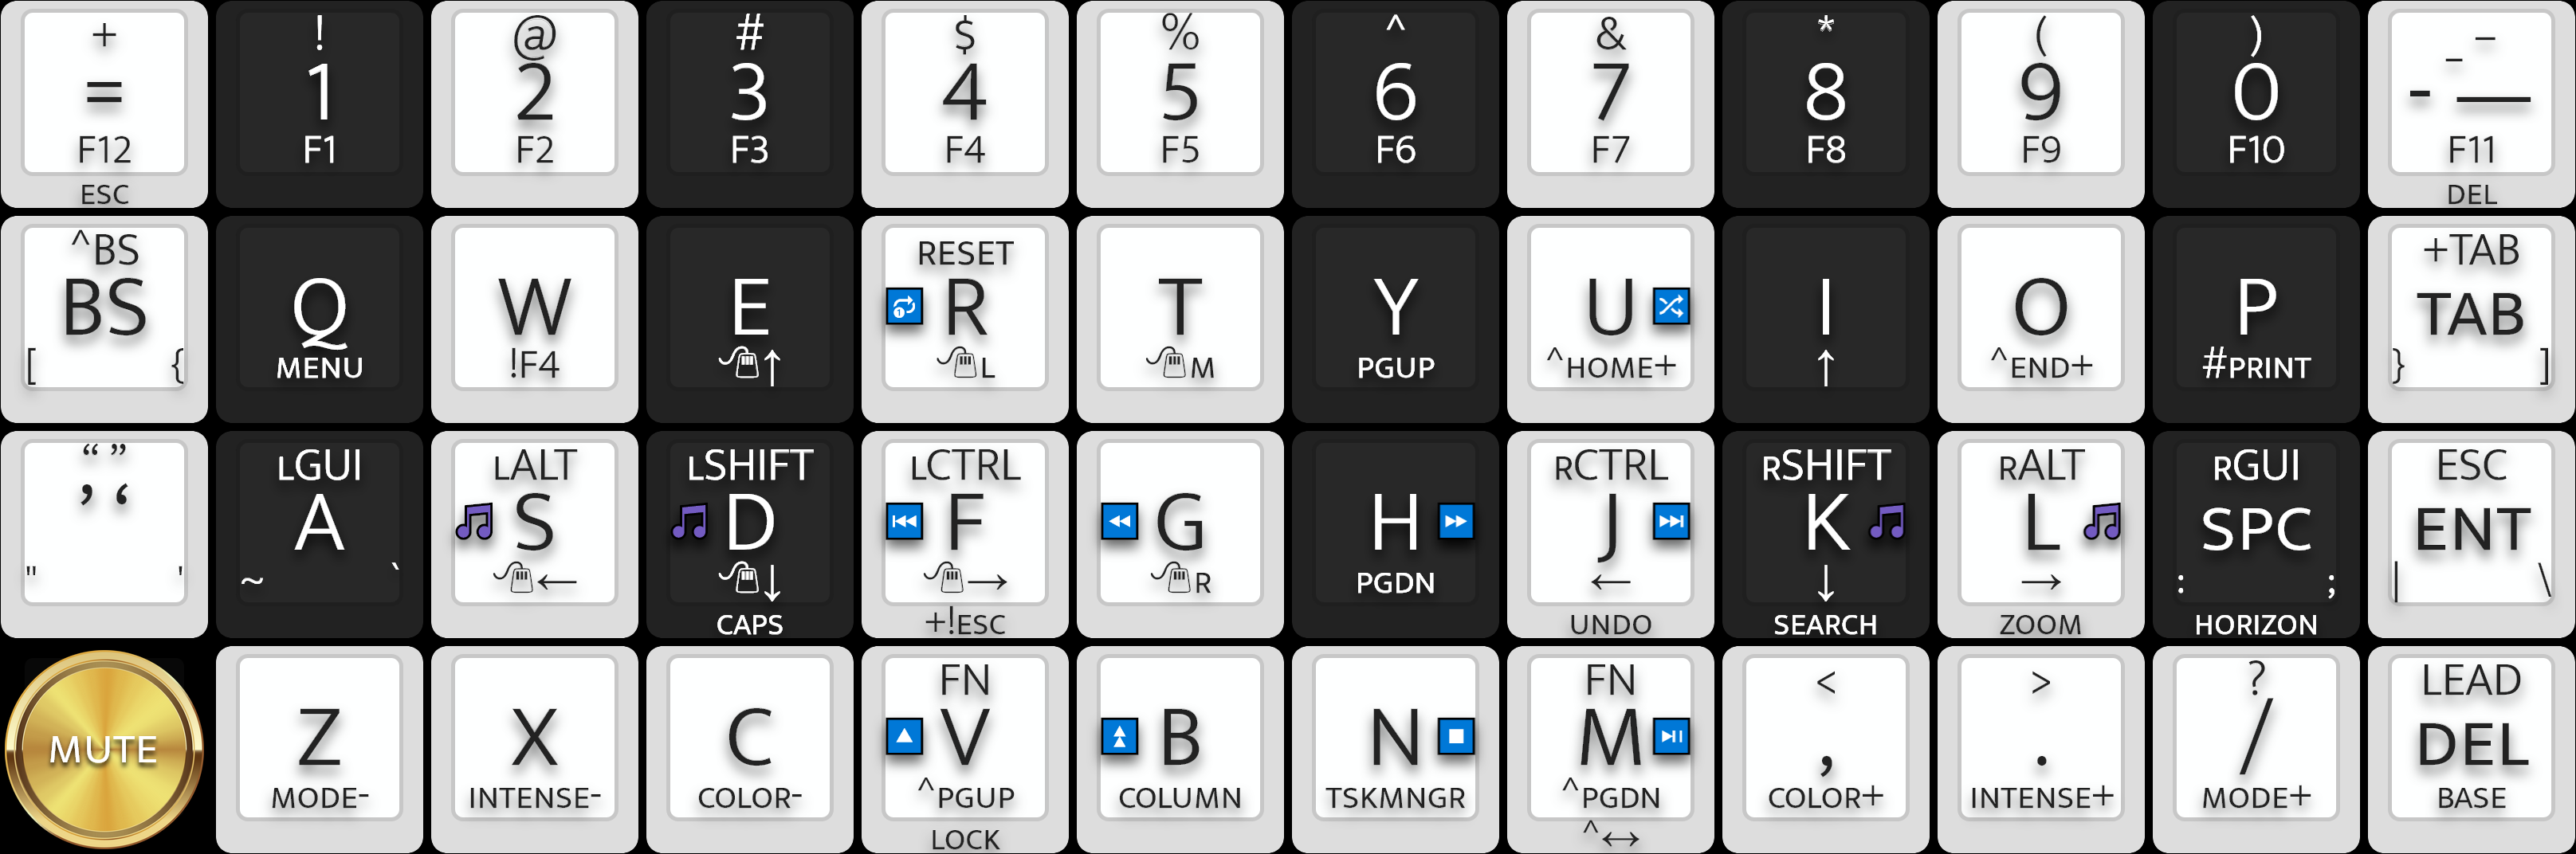 + ! @ # $ % ^ & * ( ) _ –
= 1 2 3 4 5 6 7 8 9 0 - —
F12 F1 F2 F3 F4 F5 F6 F7 F8 F9 F10 F11
ESC DEL
^BS RESET +TAB
BS Q W E R T Y U I O P TAB
[ { MENU !F4 🖱↑ 🖱L 🖱M PGUP ^HOME+ ↑ ^END+ #PRINT } ]
“ ” LGUI LALT LSHIFT LCTRL RCTRL RSHIFT RALT RGUI ESC
’ ‘ A S D F G H J K L SPC ENT
" ' ~ ` 🖱← 🖱↓ 🖱→ 🖱R PGDN ← ↓ → : ; | \
CAPS +!ESC UNDO SEARCH ZOOM HORIZON
FN FN < > ? LEAD
MUTE Z X C V B N M , . / DEL
MODE- INTENSE- COLOR- ^PGUP COLUMN TSKMNGR ^PGDN COLOR+ INTENSE+ MODE+ BASE
LOCK ^↔